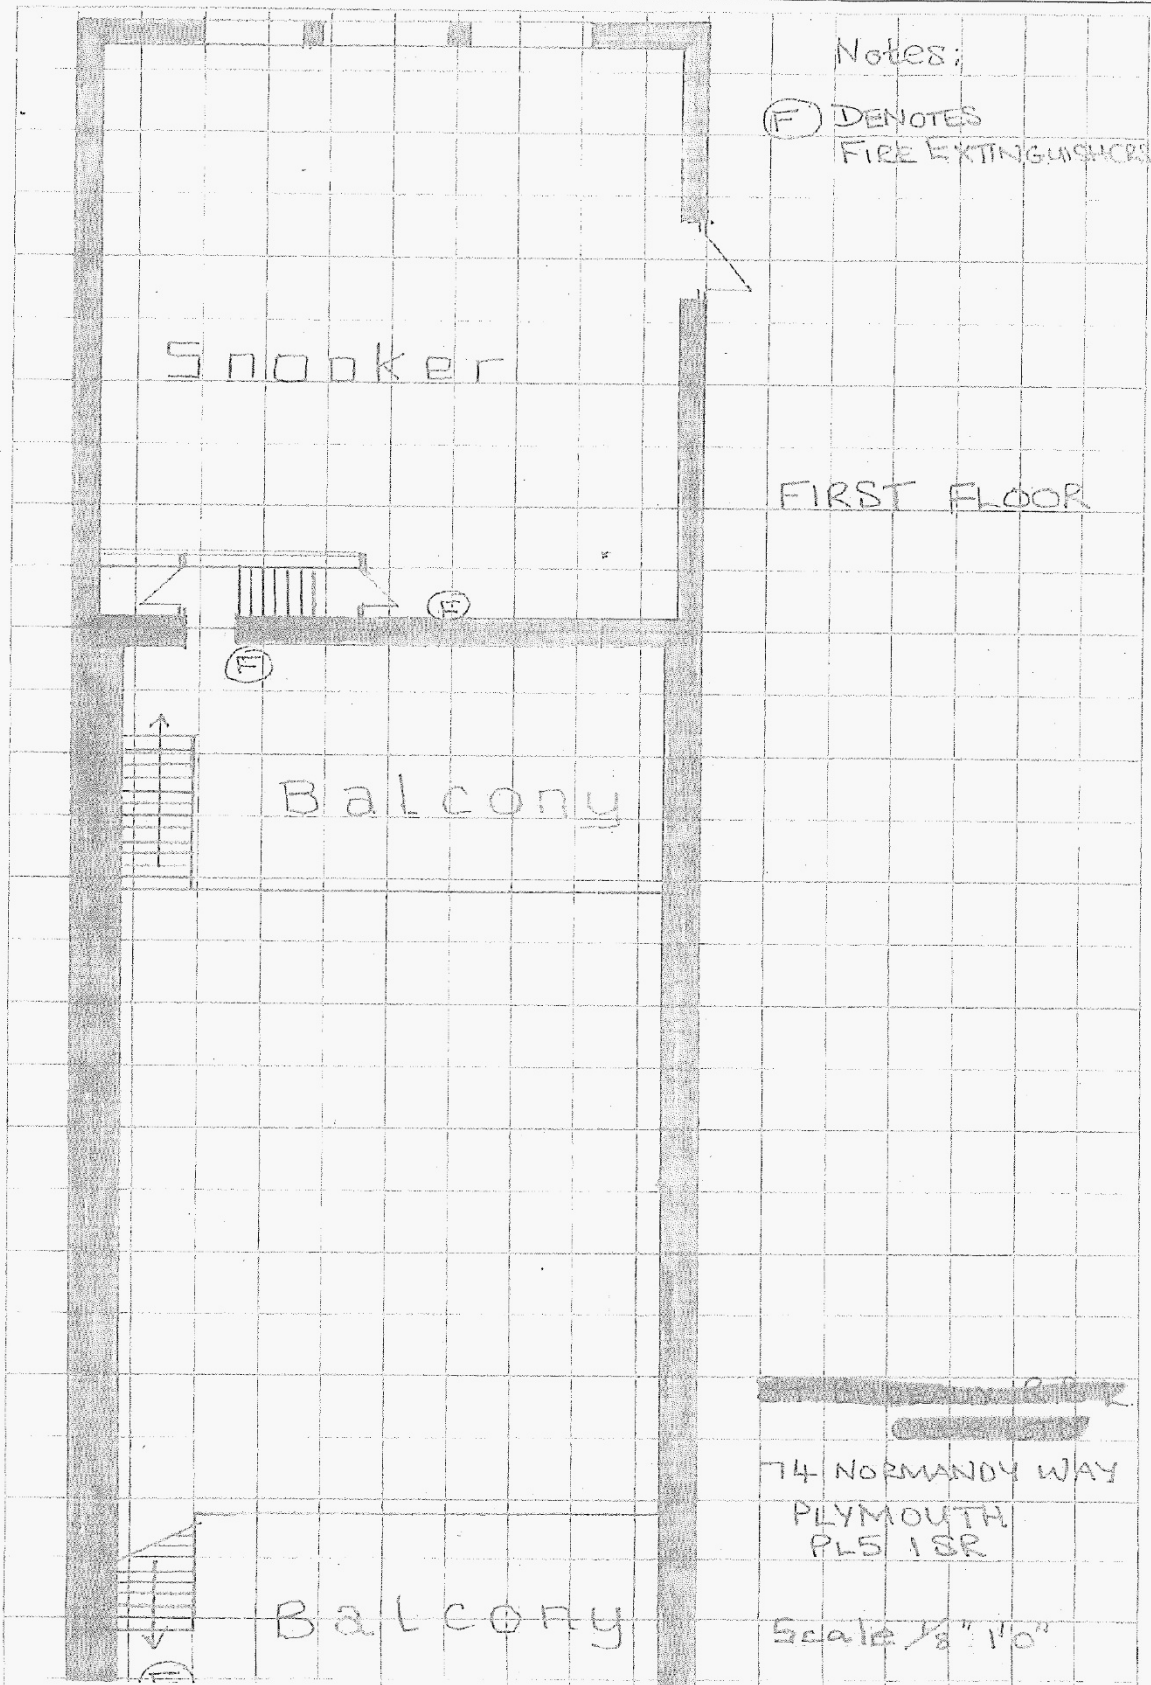 Notes:
F DENOTES
FIRE EXTINGUISHERS
Snooker
FIRST FLOOR
F
F
Balcony
74 NORMANDY WAY
PLYMOUTH
PL5 1SR
Balcony
Scale 1/8" 1'0"
F